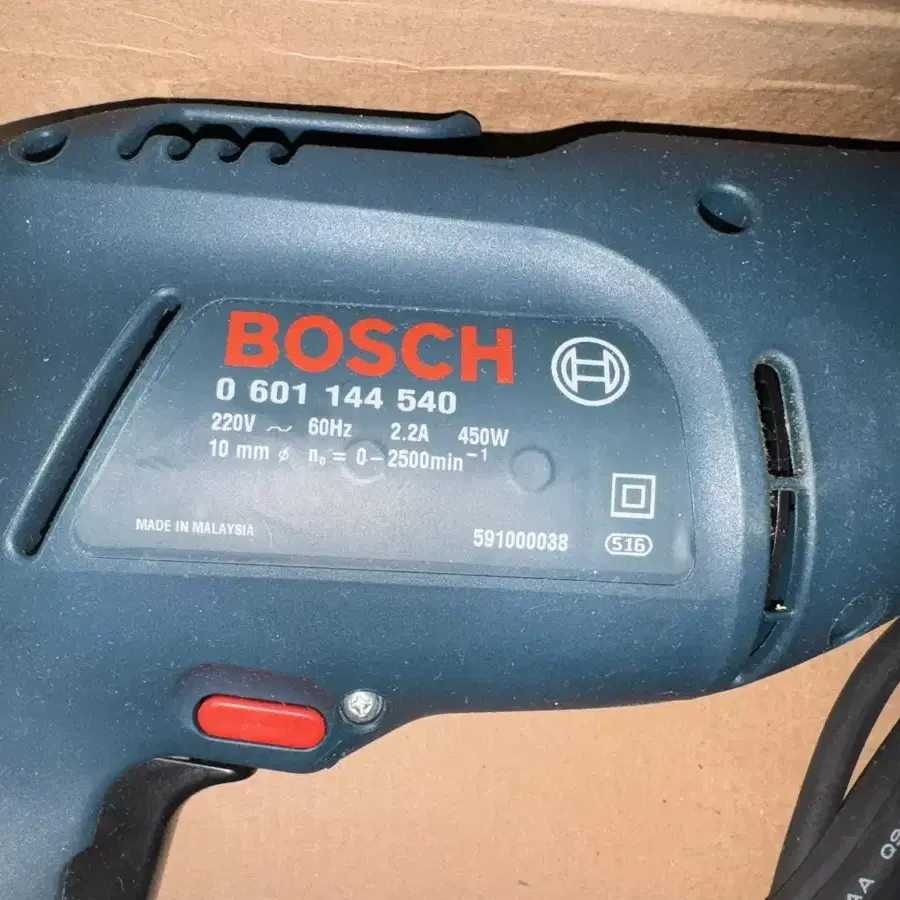 BOSCH
0 601 144 540
220V ~ 60Hz 2.2A 450W
10 mm ø n₀ = 0–2500min⁻¹
MADE IN MALAYSIA
591000038
516